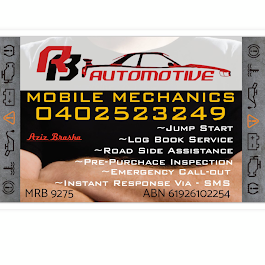 RB AUTOMOTIVE
MOBILE MECHANICS
0402523249
~Jump Start
Aziz Brasha
~Log Book Service
~Road Side Assistance
~Pre-Purchace Inspection
~Emergency Call-out
~Instant Response Via - SMS
MRB 9275 ABN 61926102254